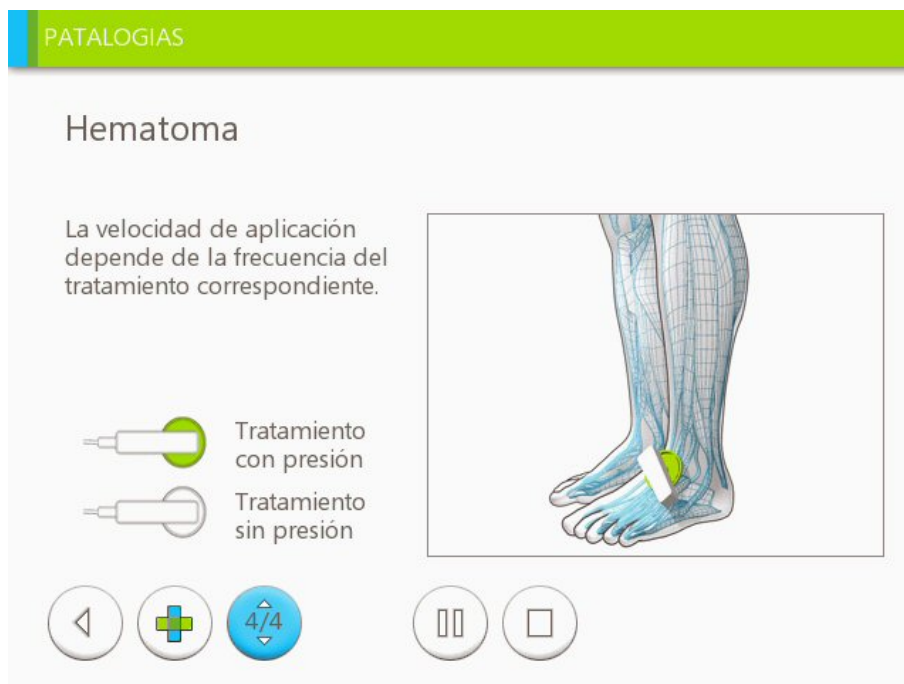 PATALOGIAS
Hematoma
La velocidad de aplicación
depende de la frecuencia del
tratamiento correspondiente.
Tratamiento
con presión
Tratamiento
sin presión
4/4